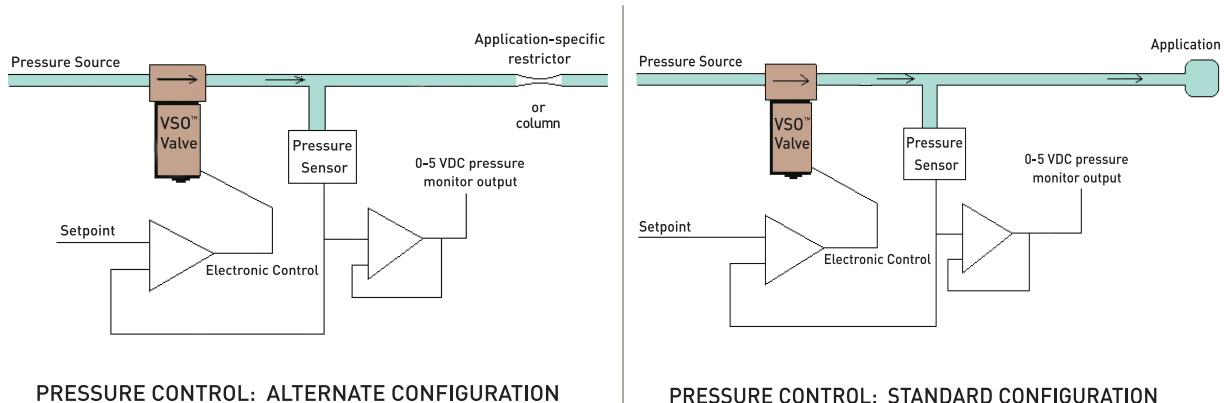 Application-specific
restrictor
Pressure Source
or
column
VSO™
Valve
Pressure
Sensor
0-5 VDC pressure
monitor output
Setpoint
Electronic Control
PRESSURE CONTROL: ALTERNATE CONFIGURATION
Application
Pressure Source
VSO™
Valve
Pressure
Sensor
0-5 VDC pressure
monitor output
Setpoint
Electronic Control
PRESSURE CONTROL: STANDARD CONFIGURATION